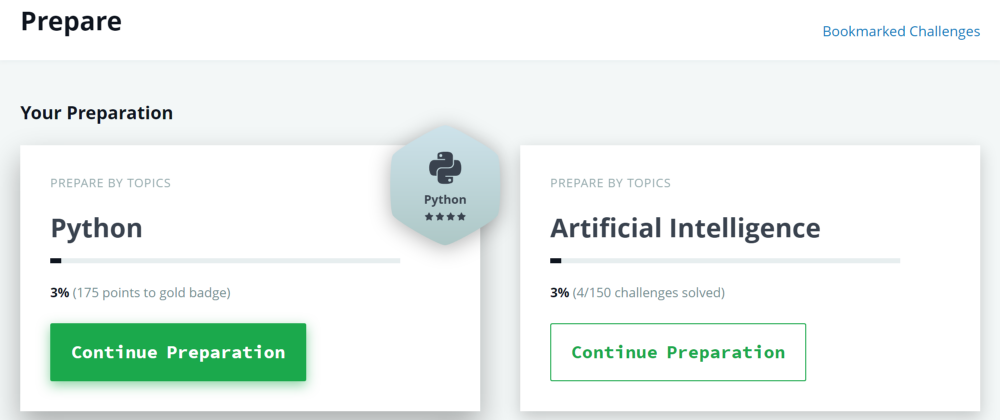 Prepare
Bookmarked Challenges
Your Preparation
PREPARE BY TOPICS
Python
3% (175 points to gold badge)
Continue Preparation
Python
PREPARE BY TOPICS
Artificial Intelligence
3% (4/150 challenges solved)
Continue Preparation